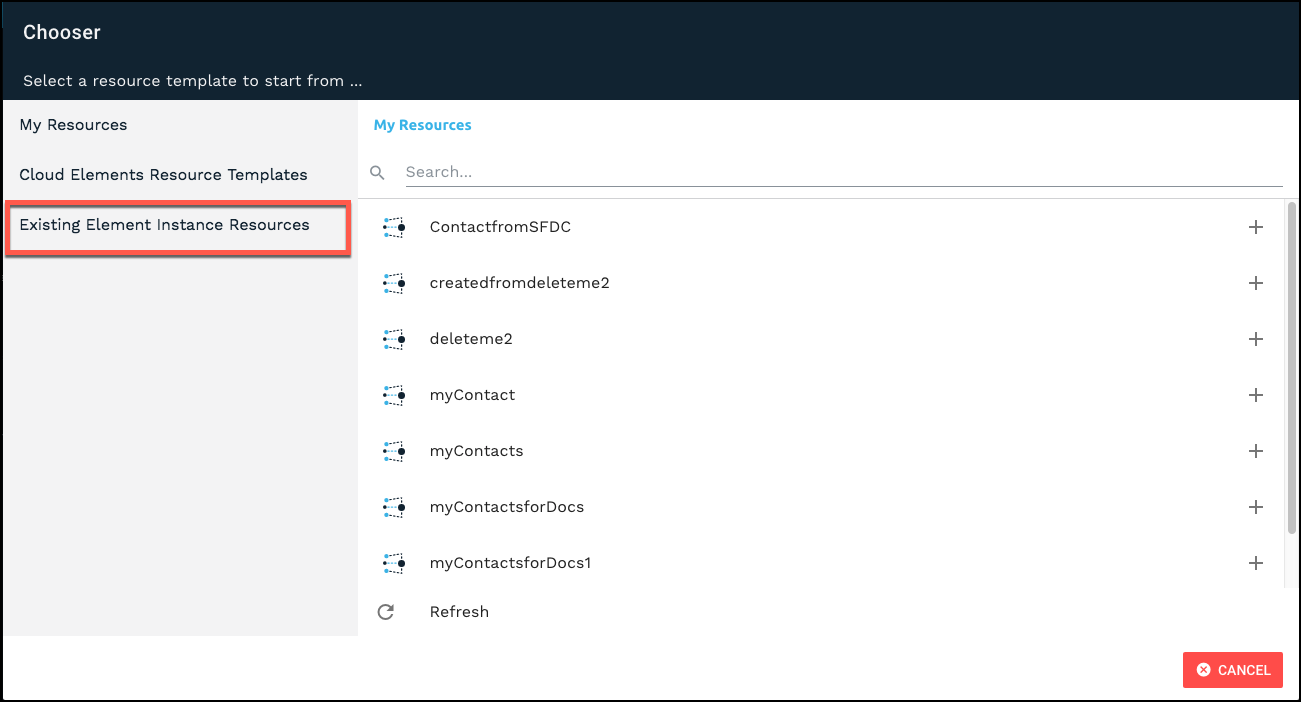 Chooser
Select a resource template to start from ...
My Resources
Cloud Elements Resource Templates
Existing Element Instance Resources
My Resources
Search...
ContactfromSFDC
createdfromdeleteme2
deleteme2
myContact
myContacts
myContactsforDocs
myContactsforDocs1
Refresh
CANCEL